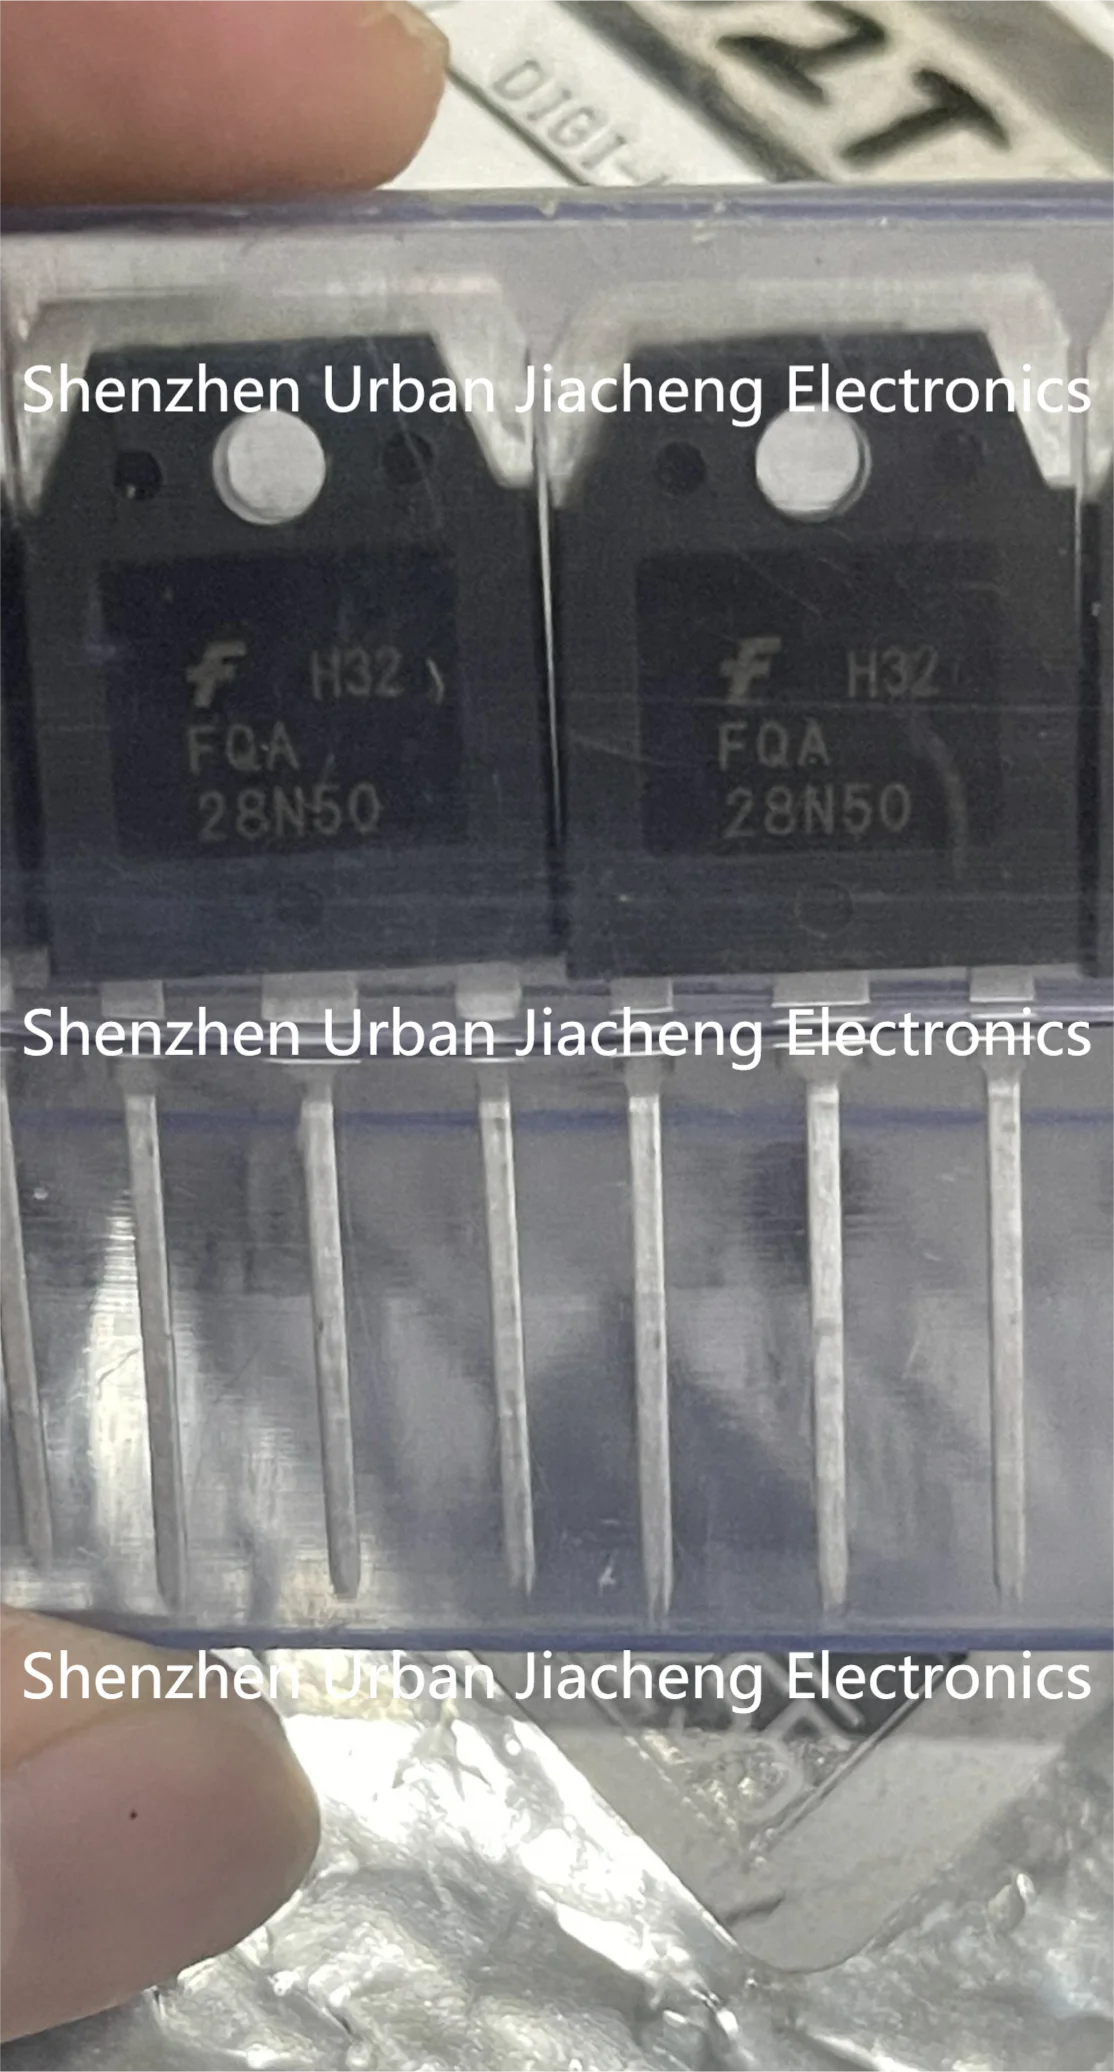 21T
DIGI-
Shenzhen Urban Jiacheng Electronics
F H32
FQA
28N50
F H32
FQA
28N50
Shenzhen Urban Jiacheng Electronics
Shenzhen Urban Jiacheng Electronics